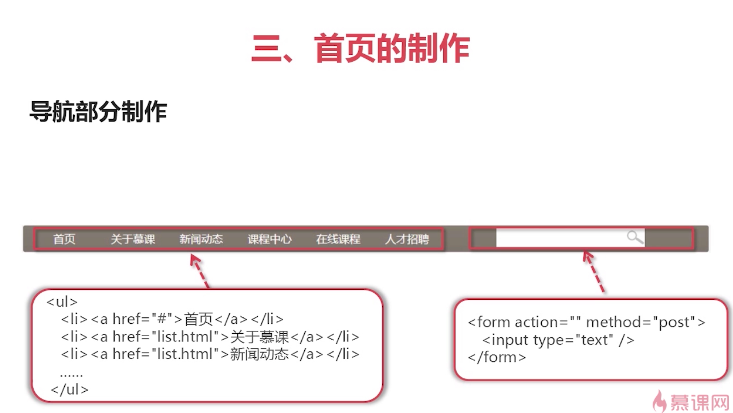 三、首页的制作
导航部分制作
首页 关于慕课 新闻动态 课程中心 在线课程 人才招聘
<ul>
<li><a href="#">首页</a></li>
<li><a href="list.html">关于慕课</a></li>
<li><a href="list.html">新闻动态</a></li>
......
</ul>
<form action="" method="post">
<input type="text" />
</form>
慕课网